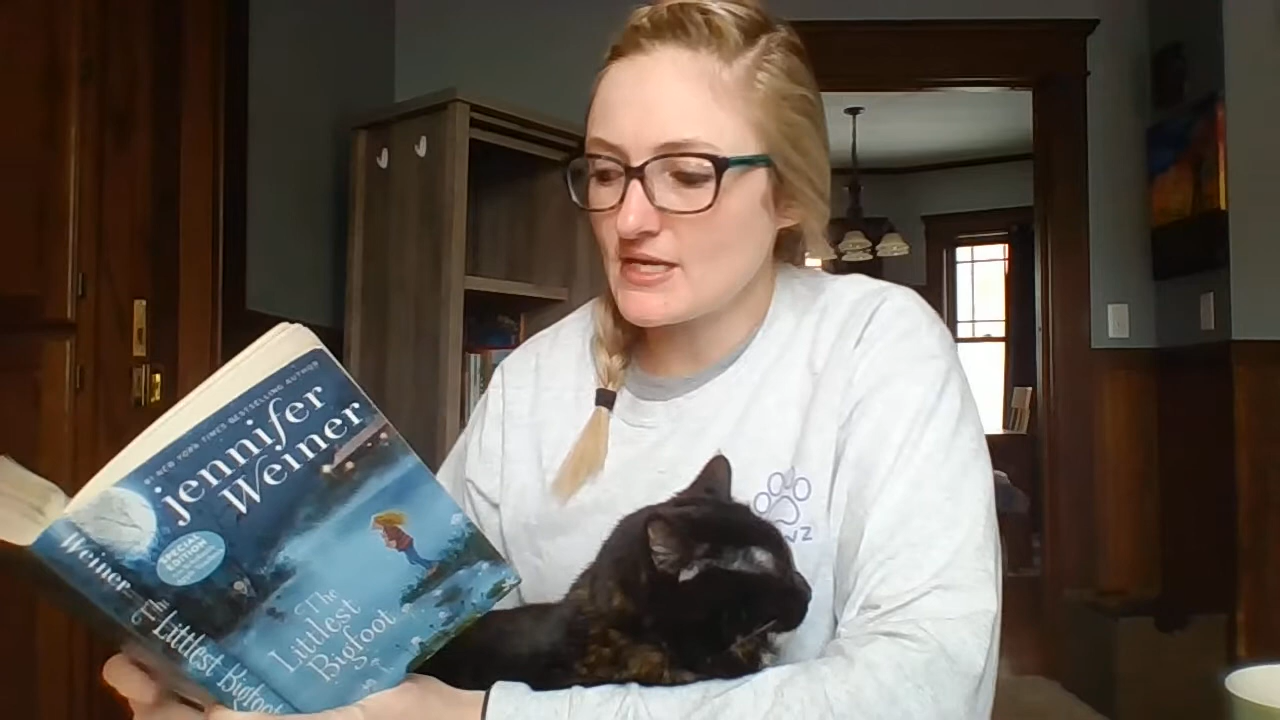 #1 NEW YORK TIMES BESTSELLING AUTHOR
jennifer
Weiner
SPECIAL
EDITION
The
Littlest
Bigfoot
Weiner
The Littlest Bigfoot